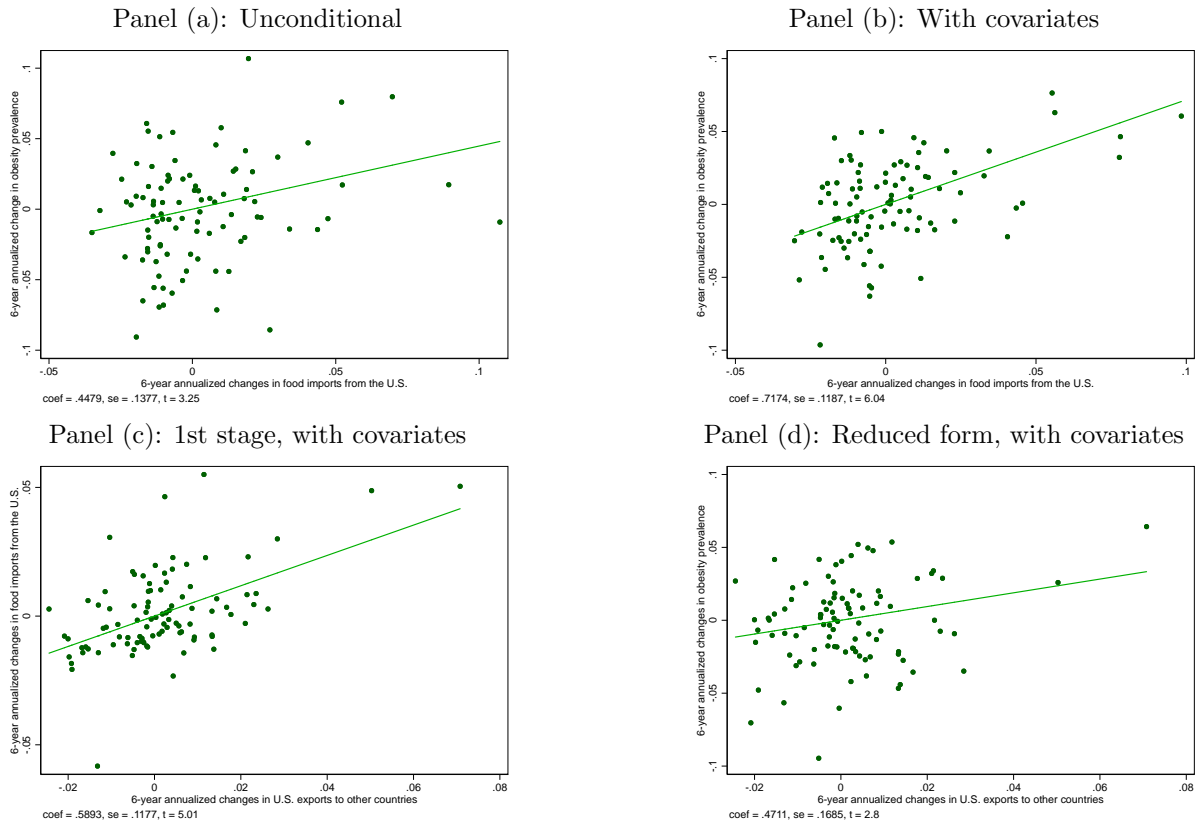 Panel (a): Unconditional
6-year annualized change in obesity prevalence
.1
.05
0
-.05
-.1
-.05
0
.05
.1
6-year annualized changes in food imports from the U.S.
coef = .4479, se = .1377, t = 3.25
Panel (b): With covariates
6-year annualized change in obesity prevalence
.1
.05
0
-.05
-.1
-.05
0
.05
.1
6-year annualized changes in food imports from the U.S.
coef = .7174, se = .1187, t = 6.04
Panel (c): 1st stage, with covariates
6-year annualized changes in food imports from the U.S.
.05
0
-.05
-.02
0
.02
.04
.06
.08
6-year annualized changes in U.S. exports to other countries
coef = .5893, se = .1177, t = 5.01
Panel (d): Reduced form, with covariates
6-year annualized changes in obesity prevalence
.1
.05
0
-.05
-.1
-.02
0
.02
.04
.06
.08
6-year annualized changes in U.S. exports to other countries
coef = .4711, se = .1685, t = 2.8